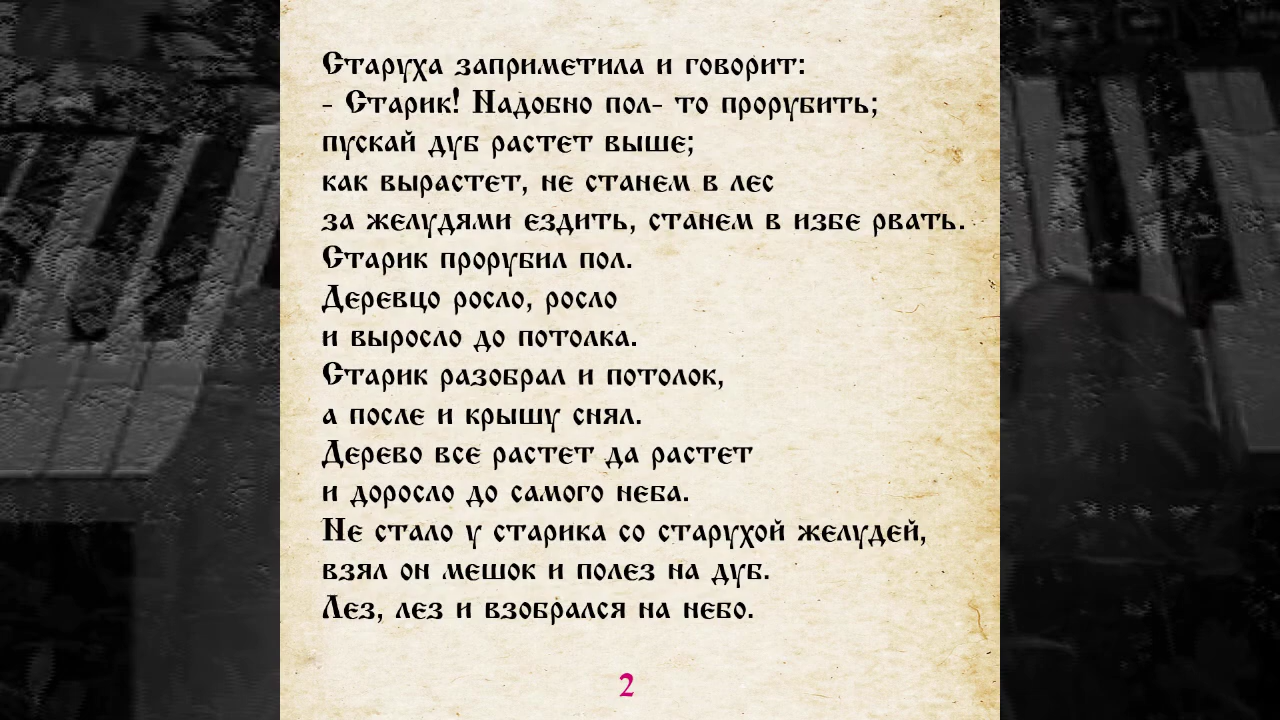 Старуха заприметила и говорит:
- Старик! Надобно пол- то прорубить;
пускай дуб растет выше;
как вырастет, не станем в лес
за желудями ездить, станем в избе рвать.
Старик прорубил пол.
Деревцо росло, росло
и выросло до потолка.
Старик разобрал и потолок,
а после и крышу снял.
Дерево все растет да растет
и доросло до самого неба.
Не стало у старика со старухой желудей,
взял он мешок и полез на дуб.
Лез, лез и взобрался на небо.
2